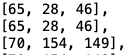 [65, 28, 46],
[65, 28, 46],
[70, 154, 149],